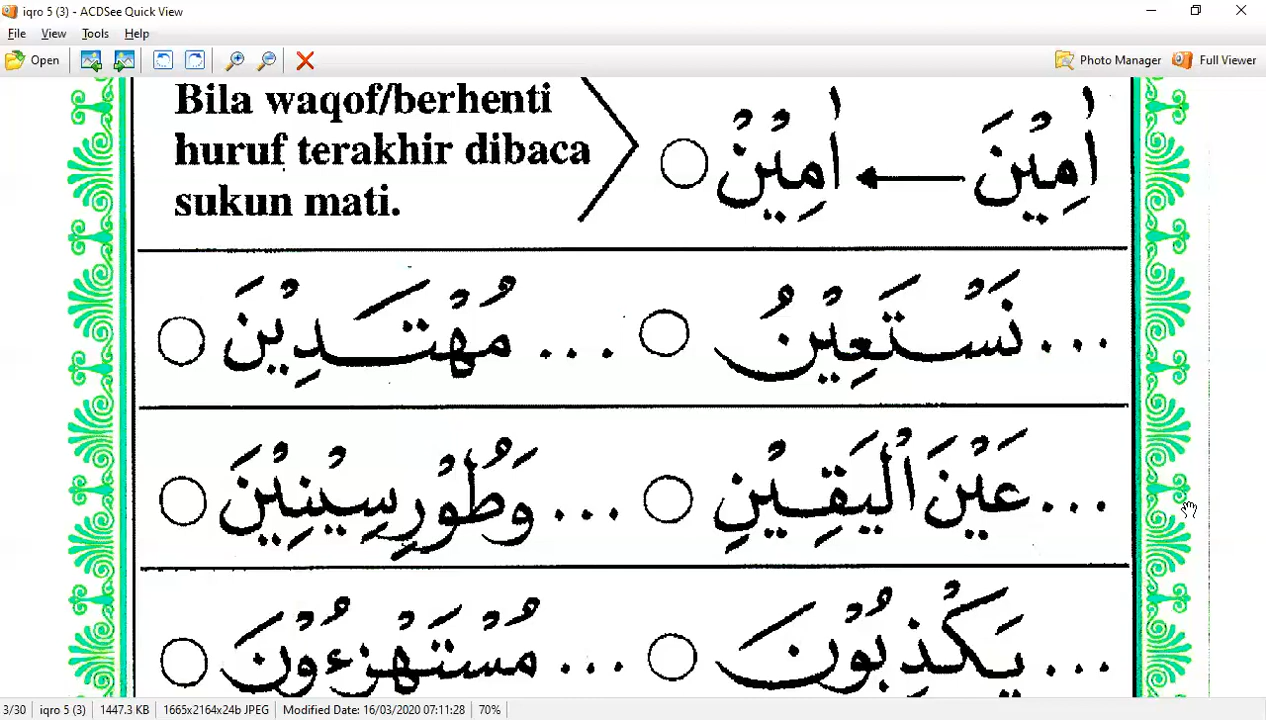 iqro 5 (3) - ACDSee Quick View
File View Tools Help
Open Photo Manager Full Viewer
Bila waqof/berhenti
huruf terakhir dibaca
sukun mati.
اٰمِيْنَ اٰمِيْنْ
... نَسْتَعِيْنُ ... مُهْتَدِيْنَ
... عَيْنَ الْيَقِيْنِ ... وَطُوْرِسِيْنِيْنَ
... يَكْذِبُوْنَ ... مُسْتَهْزِءُوْنَ
3/30 iqro 5 (3) 1447.3 KB 1665x2164x24b JPEG Modified Date: 16/03/2020 07:11:28 70%